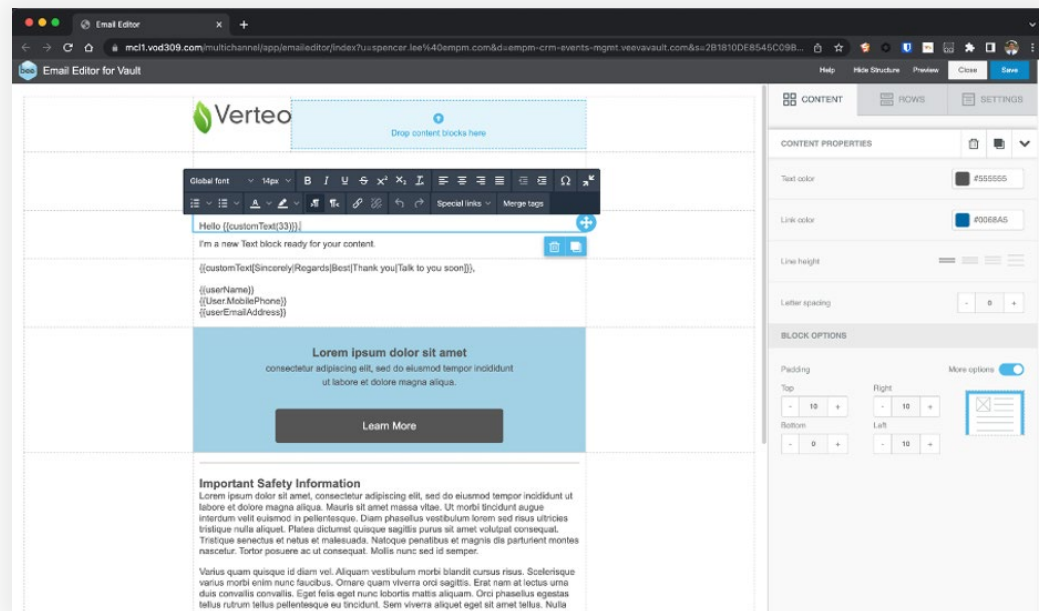 Email Editor
mcl1.vod309.com/multichannel/app/emaileditor/index?u=spencer.lee%40empm.com&d=empm-crm-events-mgmt.veevavault.com&s=2B1810DE8545C09B...
bee Email Editor for Vault
Help Hide Structure Preview Close Save
Verteo
Drop content blocks here
Global font 14px
Special links Merge tags
Hello {{customText(33)}},
I'm a new Text block ready for your content.
{{customText[Sincerely|Regards|Best|Thank you|Talk to you soon]}},
{{userName}}
{{User.MobilePhone}}
{{userEmailAddress}}
Lorem ipsum dolor sit amet
consectetur adipiscing elit, sed do eiusmod tempor incididunt
ut labore et dolore magna aliqua.
Learn More
Important Safety Information
Lorem ipsum dolor sit amet, consectetur adipiscing elit, sed do eiusmod tempor incididunt ut
labore et dolore magna aliqua. Mauris sit amet massa vitae. Ut morbi tincidunt augue
interdum velit euismod in pellentesque. Diam phasellus vestibulum lorem sed risus ultricies
tristique nulla aliquet. Platea dictumst quisque sagittis purus sit amet volutpat consequat.
Tristique senectus et netus et malesuada. Natoque penatibus et magnis dis parturient montes
nascetur. Tortor posuere ac ut consequat. Mollis nunc sed id semper.
Varius quam quisque id diam vel. Aliquam vestibulum morbi blandit cursus risus. Scelerisque
varius morbi enim nunc faucibus. Ornare quam viverra orci sagittis. Erat nam at lectus urna
duis convallis convallis. Eget felis eget nunc lobortis mattis aliquam. Orci phasellus egestas
tellus rutrum tellus pellentesque eu tincidunt. Sem viverra aliquet eget sit amet tellus. Nulla
CONTENT ROWS SETTINGS
CONTENT PROPERTIES
Text color #555555
Link color #0068A5
Line height
Letter spacing - 0 +
BLOCK OPTIONS
Padding More options
Top Right
- 10 + - 10 +
Bottom Left
- 0 + - 10 +